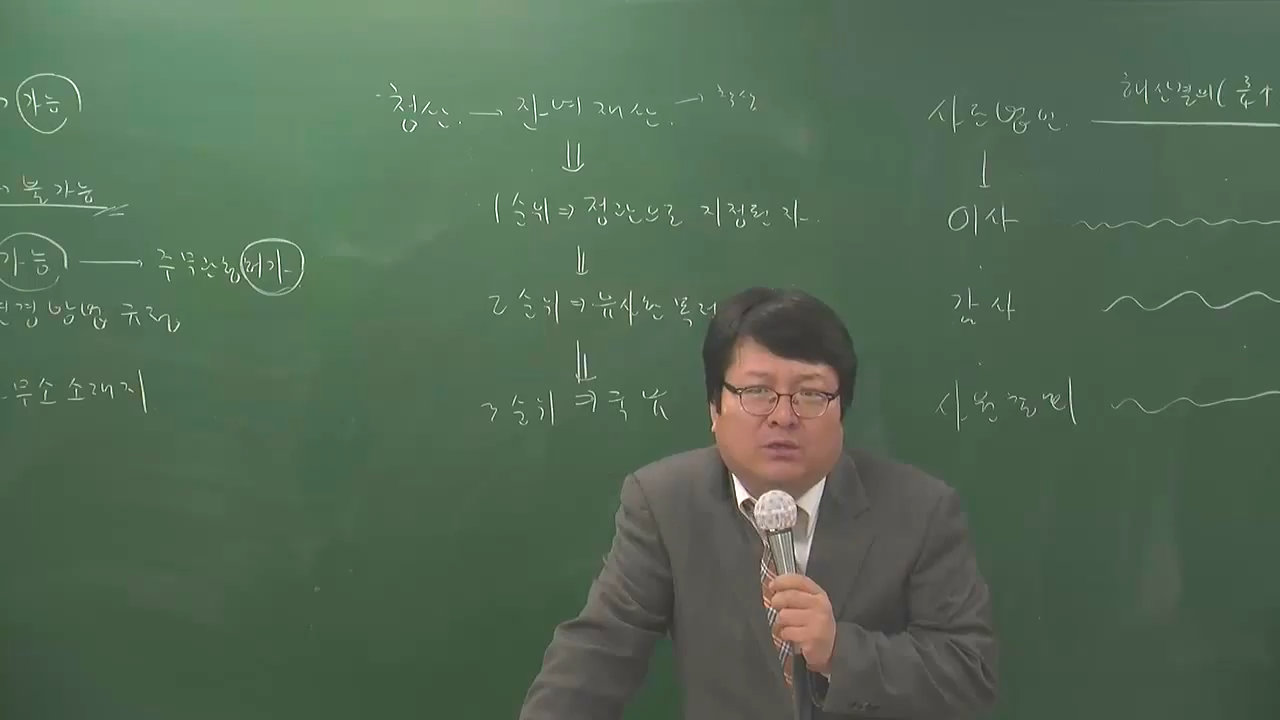 가능
불가능
가능 → 주무관청허가
변경방법 규정
무소 소재지
청산. → 잔여재산. → 확정
⇓
1순위 ⇒ 정관으로 지정된 자.
⇓
2순위 ⇒ 유사한 목적
⇓
3순위 ⇒ 국유
사단법인. 해산결의( 3/4↑
↓
이사
감사
사원총회